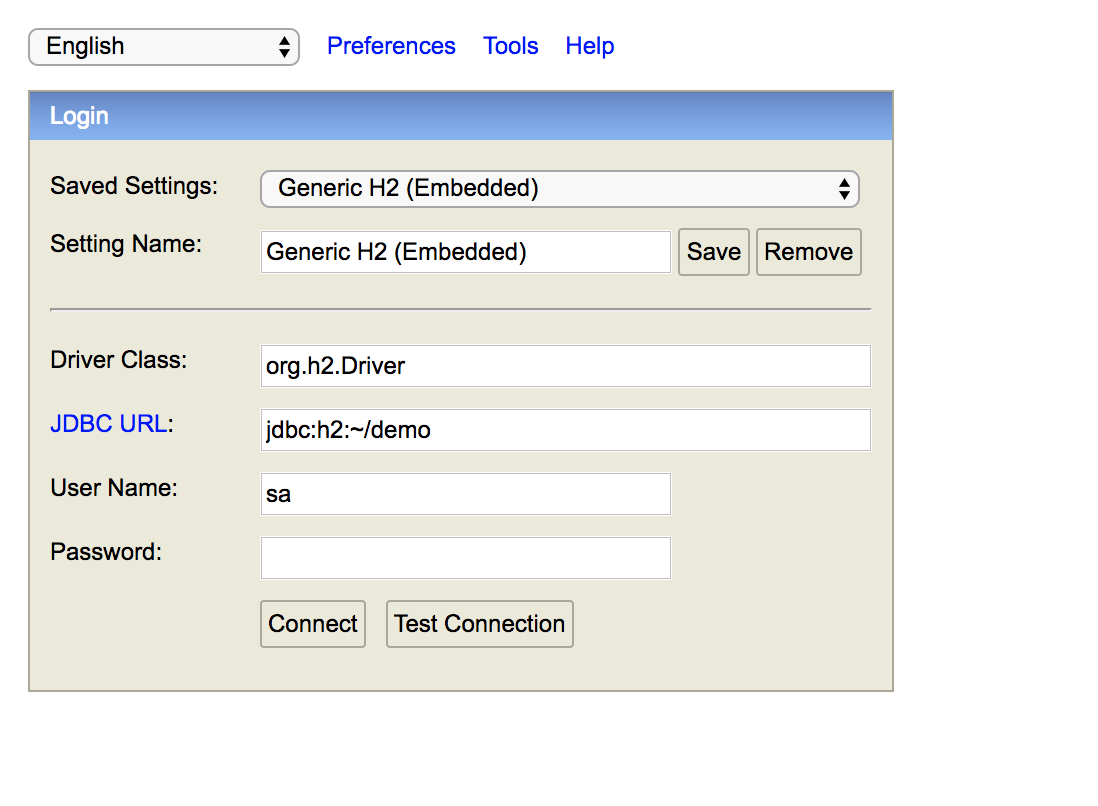 English Preferences Tools Help
Login
Saved Settings: Generic H2 (Embedded)
Setting Name: Generic H2 (Embedded) Save Remove
Driver Class: org.h2.Driver
JDBC URL: jdbc:h2:~/demo
User Name: sa
Password:
Connect Test Connection